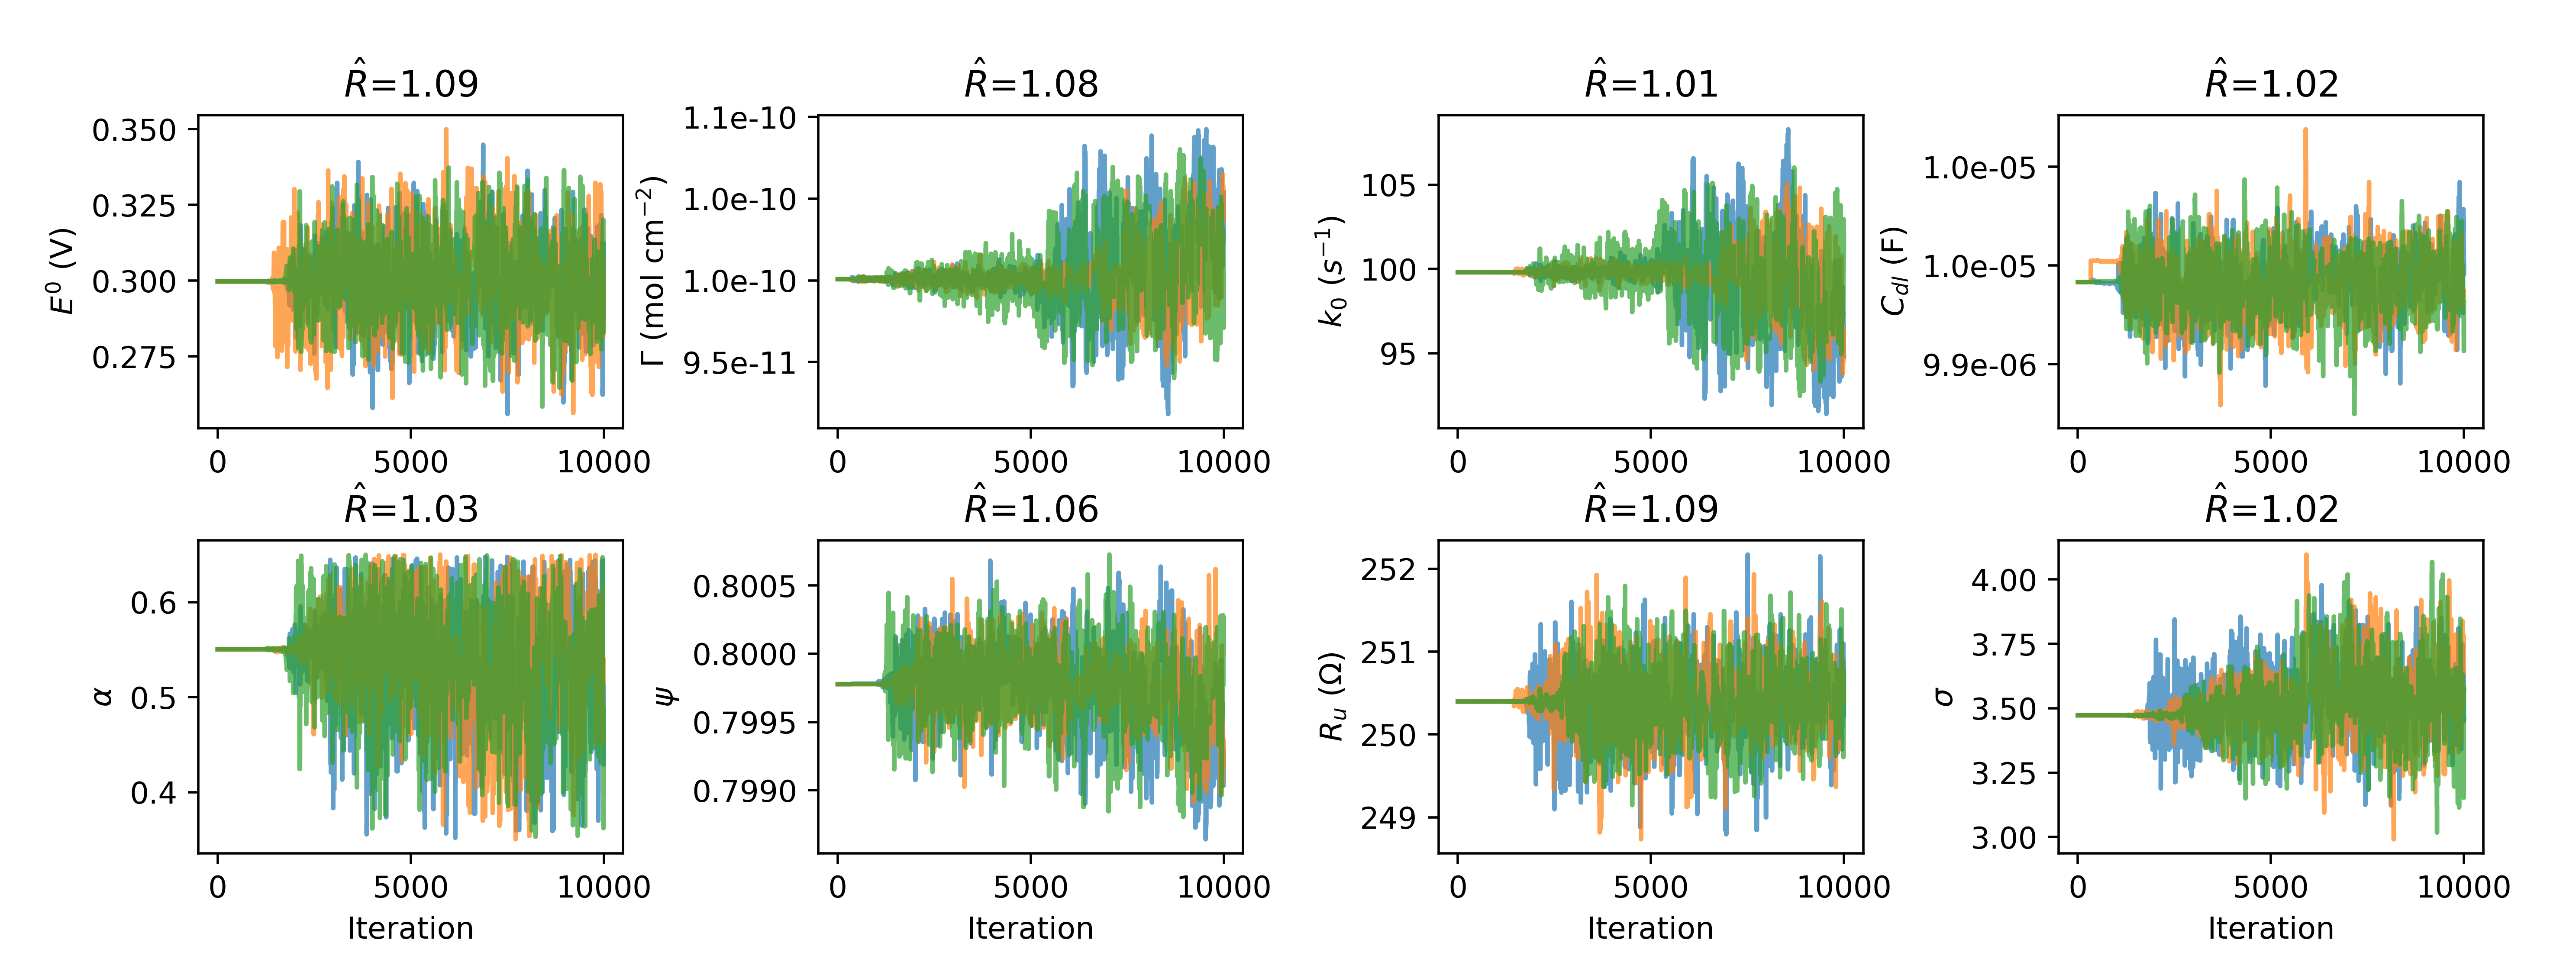 R̂=1.09
0.350
0.325
0.300
0.275
E⁰ (V)
0 5000 10000
R̂=1.08
1.1e-10
1.0e-10
1.0e-10
9.5e-11
Γ (mol cm⁻²)
0 5000 10000
R̂=1.01
105
100
95
k₀ (s⁻¹)
0 5000 10000
R̂=1.02
1.0e-05
1.0e-05
9.9e-06
C_dl (F)
0 5000 10000
R̂=1.03
0.6
0.5
0.4
α
0 5000 10000
Iteration
R̂=1.06
0.8005
0.8000
0.7995
0.7990
ψ
0 5000 10000
Iteration
R̂=1.09
252
251
250
249
Rᵤ (Ω)
0 5000 10000
Iteration
R̂=1.02
4.00
3.75
3.50
3.25
3.00
σ
0 5000 10000
Iteration